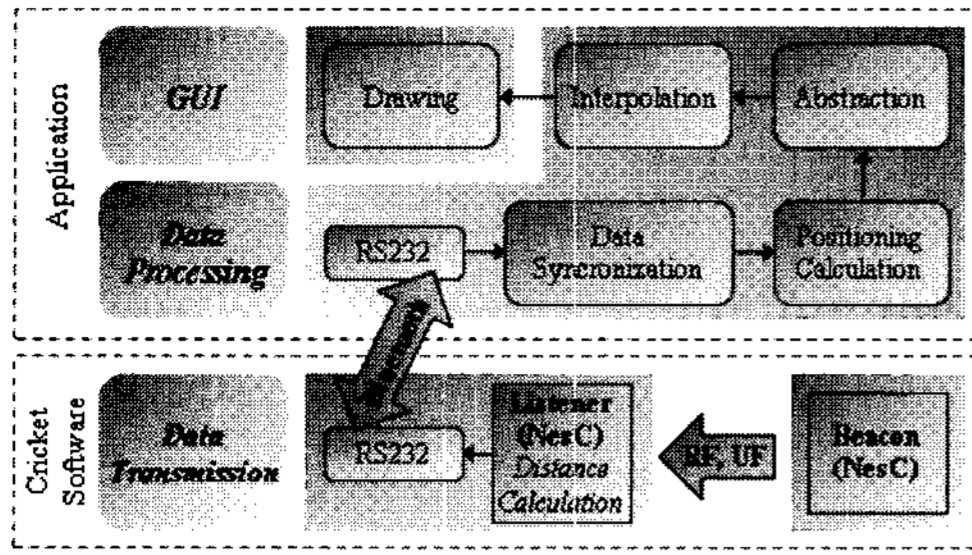 Application
GUI
Drawing
Interpolation
Abstraction
Data
Processing
RS232
Data
Syncronization
Positioning
Calculation
Cricket
Software
Data
Transmission
RS232
Listener
(NesC)
Distance
Calculation
RF, UF
Beacon
(NesC)